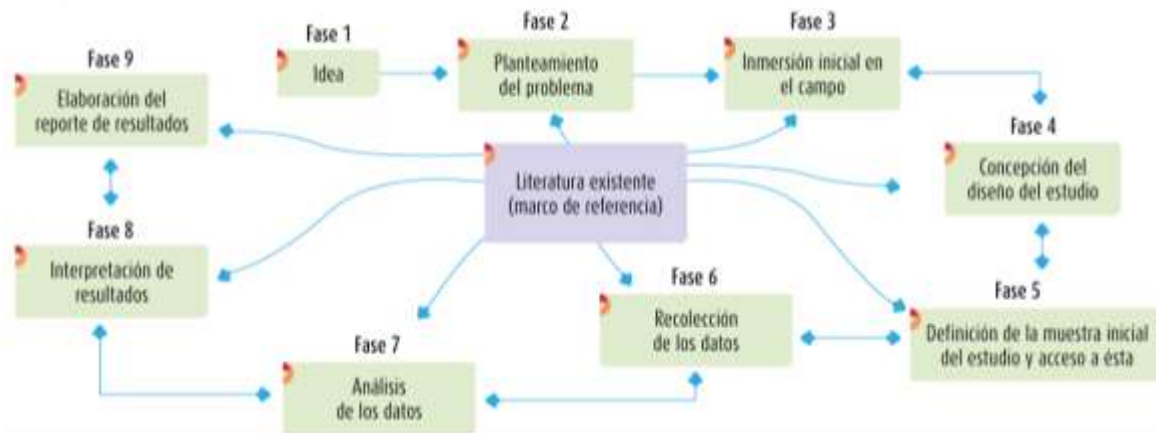 Fase 1
Idea
Fase 2
Planteamiento
del problema
Fase 3
Inmersión inicial en
el campo
Fase 4
Concepción del
diseño del estudio
Fase 5
Definición de la muestra inicial
del estudio y acceso a ésta
Fase 6
Recolección
de los datos
Fase 7
Análisis
de los datos
Fase 8
Interpretación de
resultados
Fase 9
Elaboración del
reporte de resultados
Literatura existente
(marco de referencia)